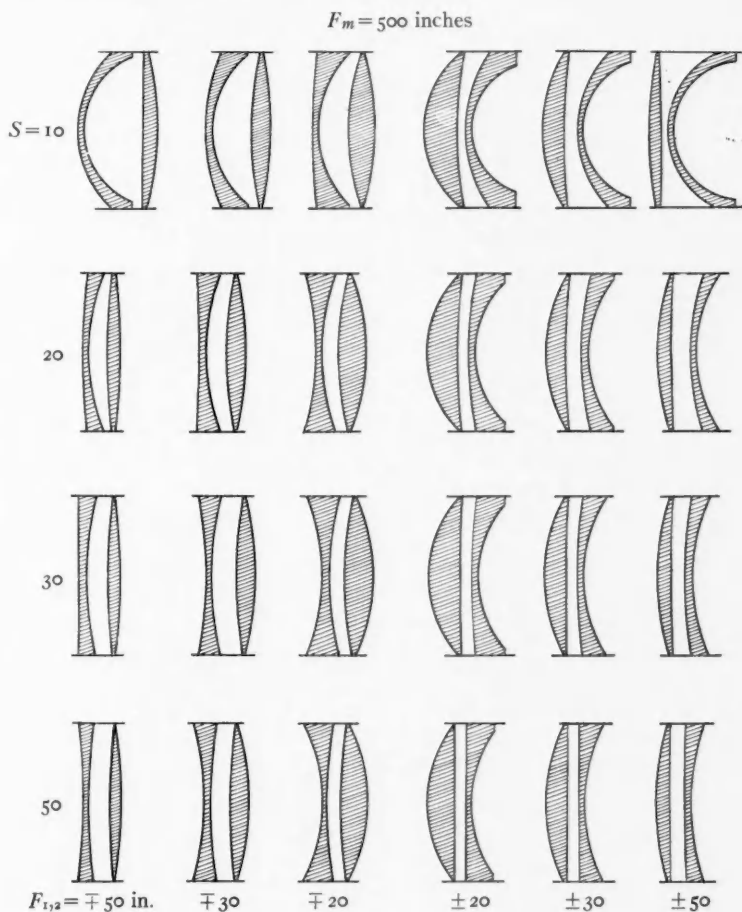 F_m = 500 inches
S = 10
20
30
50
F_{1,2} = ∓ 50 in. ∓ 30 ∓ 20 ± 20 ± 30 ± 50